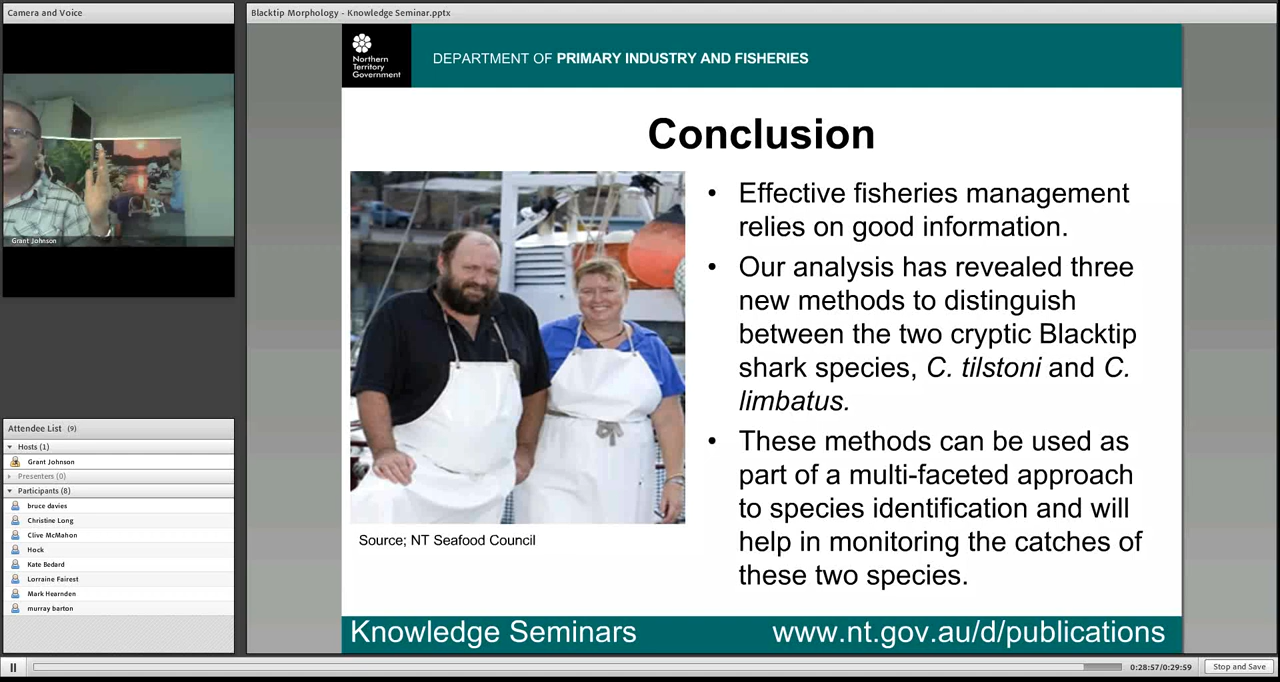 Camera and Voice
Grant Johnson
Attendee List (9)
Hosts (1)
Grant Johnson
Presenters (0)
Participants (8)
bruce davies
Christine Long
Clive McMahon
Hock
Kate Bedard
Lorraine Fairest
Mark Hearnden
murray barton
Blacktip Morphology - Knowledge Seminar.pptx
Northern
Territory
Government
DEPARTMENT OF PRIMARY INDUSTRY AND FISHERIES
Conclusion
Source; NT Seafood Council
• Effective fisheries management
relies on good information.
• Our analysis has revealed three
new methods to distinguish
between the two cryptic Blacktip
shark species, C. tilstoni and C.
limbatus.
• These methods can be used as
part of a multi-faceted approach
to species identification and will
help in monitoring the catches of
these two species.
Knowledge Seminars
www.nt.gov.au/d/publications
0:28:57/0:29:59
Stop and Save